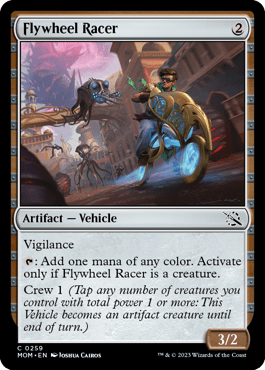 Flywheel Racer 2
Artifact — Vehicle
Vigilance
: Add one mana of any color. Activate
only if Flywheel Racer is a creature.
Crew 1 (Tap any number of creatures you
control with total power 1 or more: This
Vehicle becomes an artifact creature until
end of turn.)
3/2
C 0259
MOM • EN Joshua Cairos
™ & © 2023 Wizards of the Coast